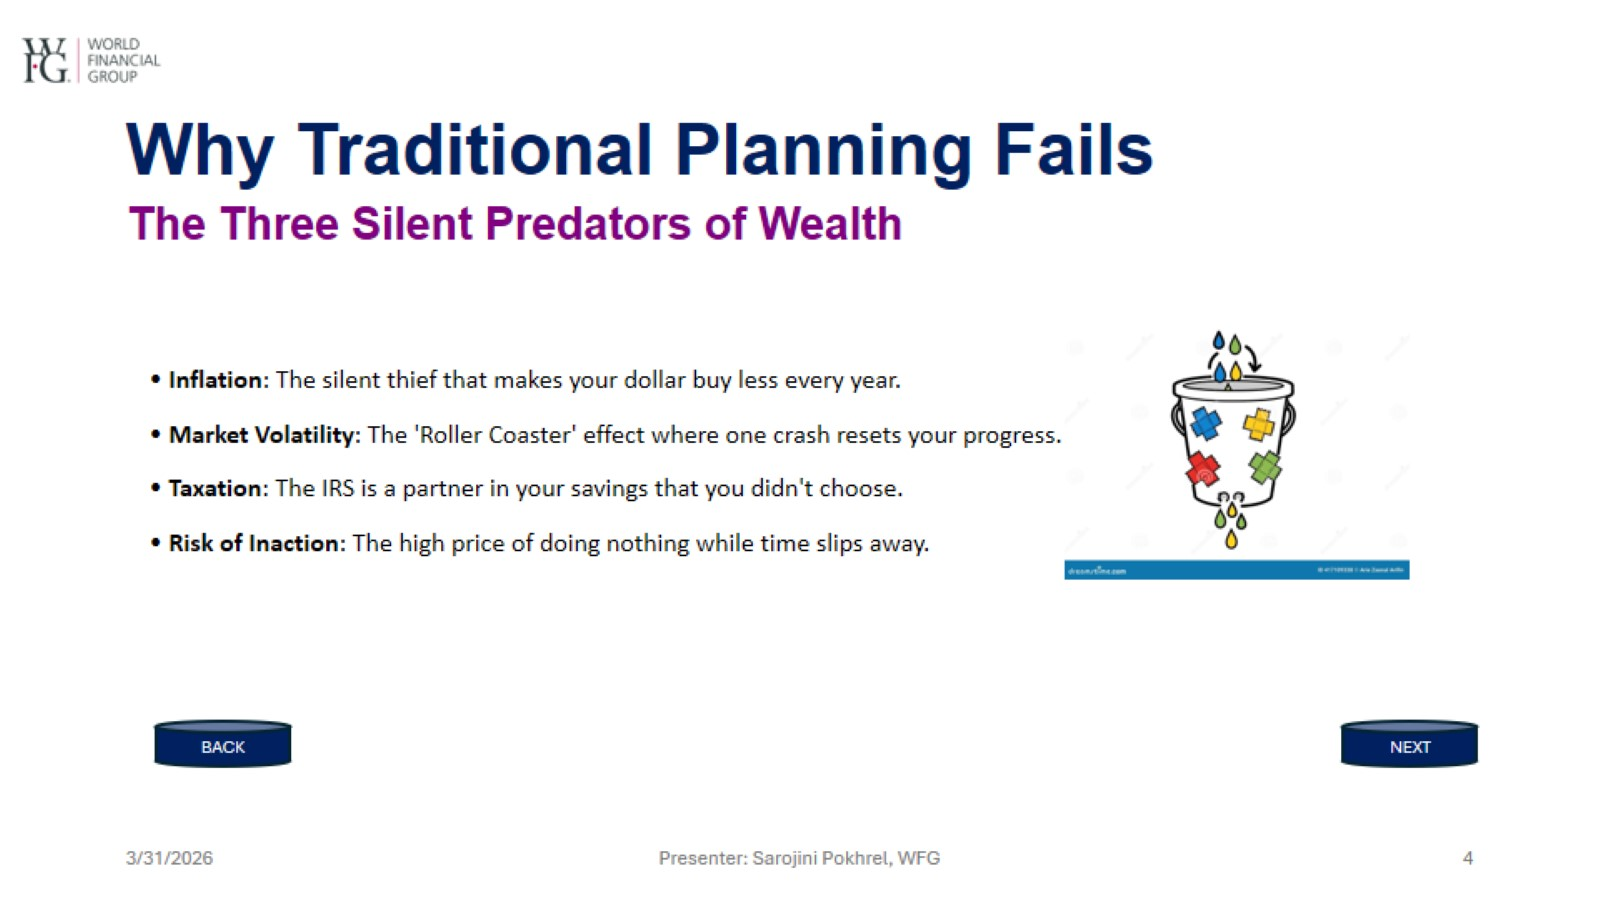 WFG
WORLD
FINANCIAL
GROUP
Why Traditional Planning Fails
The Three Silent Predators of Wealth
• Inflation: The silent thief that makes your dollar buy less every year.
• Market Volatility: The 'Roller Coaster' effect where one crash resets your progress.
• Taxation: The IRS is a partner in your savings that you didn't choose.
• Risk of Inaction: The high price of doing nothing while time slips away.
dreamstime.com
BACK
NEXT
3/31/2026
Presenter: Sarojini Pokhrel, WFG
4